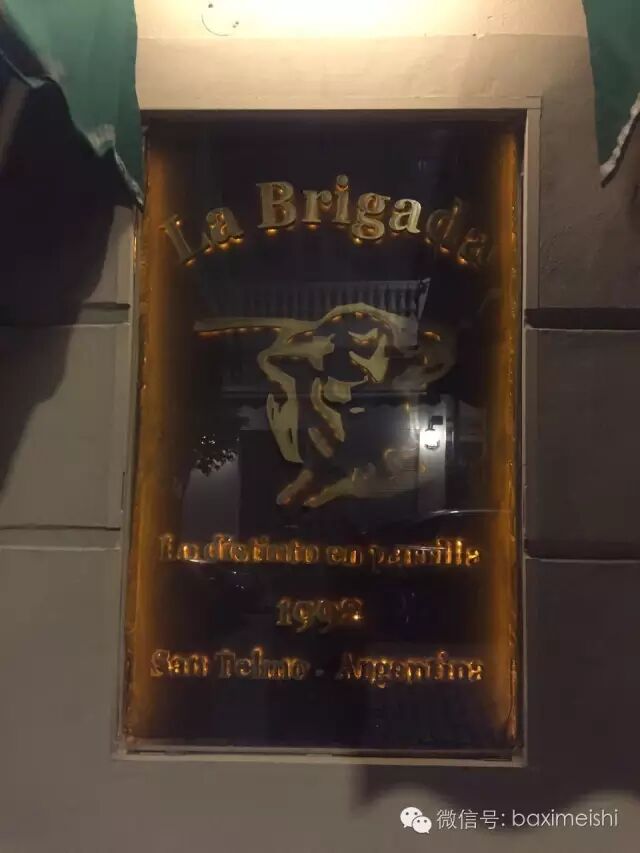 La Brigada
Lo distinto en parrilla
1992
San Telmo - Argentina
微信号: baximeishi